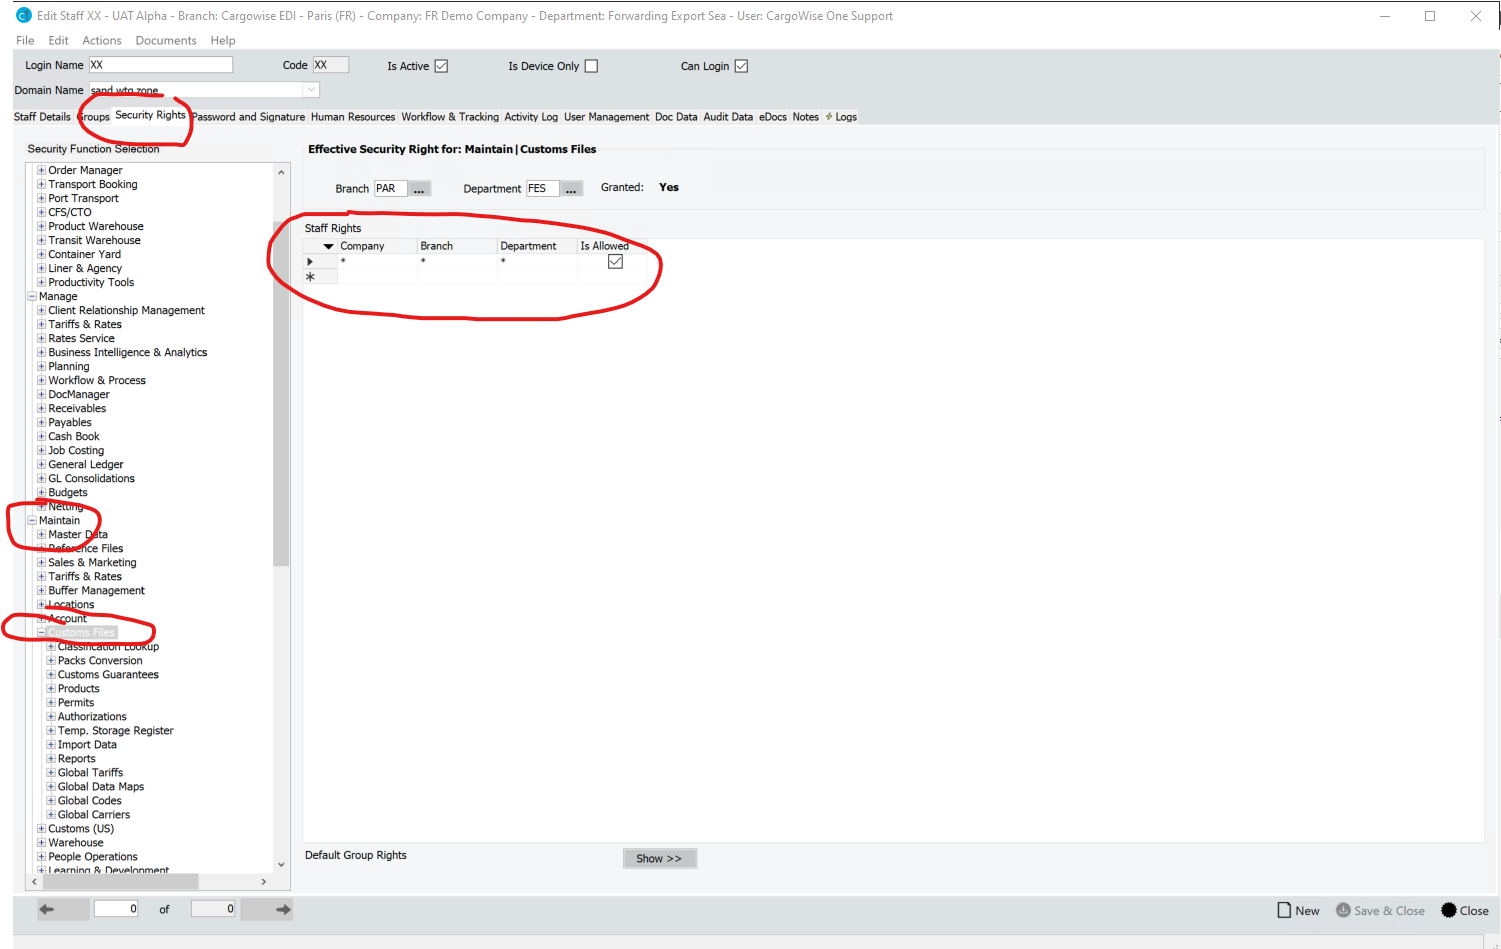 Edit Staff XX - UAT Alpha - Branch: Cargowise EDI - Paris (FR) - Company: FR Demo Company - Department: Forwarding Export Sea - User: CargoWise One Support
File Edit Actions Documents Help
Login Name XX Code XX Is Active Is Device Only Can Login
Domain Name sand.wtg.zone
Staff Details Groups Security Rights Password and Signature Human Resources Workflow & Tracking Activity Log User Management Doc Data Audit Data eDocs Notes Logs
Security Function Selection
Order Manager
Transport Booking
Port Transport
CFS/CTO
Product Warehouse
Transit Warehouse
Container Yard
Liner & Agency
Productivity Tools
Manage
Client Relationship Management
Tariffs & Rates
Rates Service
Business Intelligence & Analytics
Planning
Workflow & Process
DocManager
Receivables
Payables
Cash Book
Job Costing
General Ledger
GL Consolidations
Budgets
Netting
Maintain
Master Data
Reference Files
Sales & Marketing
Tariffs & Rates
Buffer Management
Locations
Account
Customs Files
Classification Lookup
Packs Conversion
Customs Guarantees
Products
Permits
Authorizations
Temp. Storage Register
Import Data
Reports
Global Tariffs
Global Data Maps
Global Codes
Global Carriers
Customs (US)
Warehouse
People Operations
Learning & Development
Effective Security Right for: Maintain|Customs Files
Branch PAR ... Department FES ... Granted: Yes
Staff Rights
Company Branch Department Is Allowed
* * *
*
Default Group Rights Show >>
0 of 0
New Save & Close Close